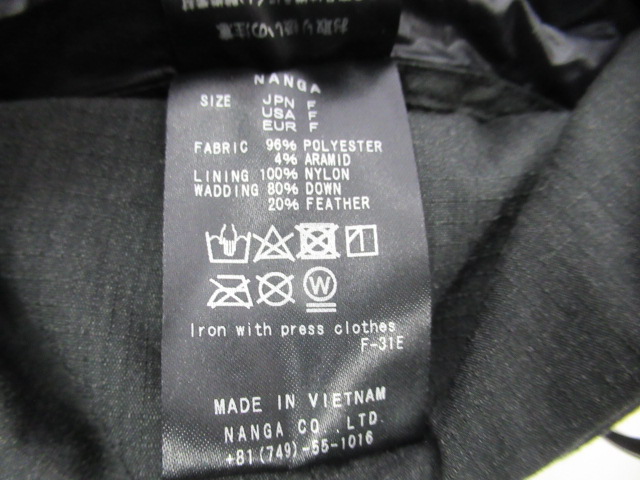 NANGA
SIZE JPN F
USA F
EUR F
FABRIC 96% POLYESTER
4% ARAMID
LINING 100% NYLON
WADDING 80% DOWN
20% FEATHER
W
Iron with press clothes
F-31E
MADE IN VIETNAM
NANGA CO .LTD.
+81(749)-55-1016